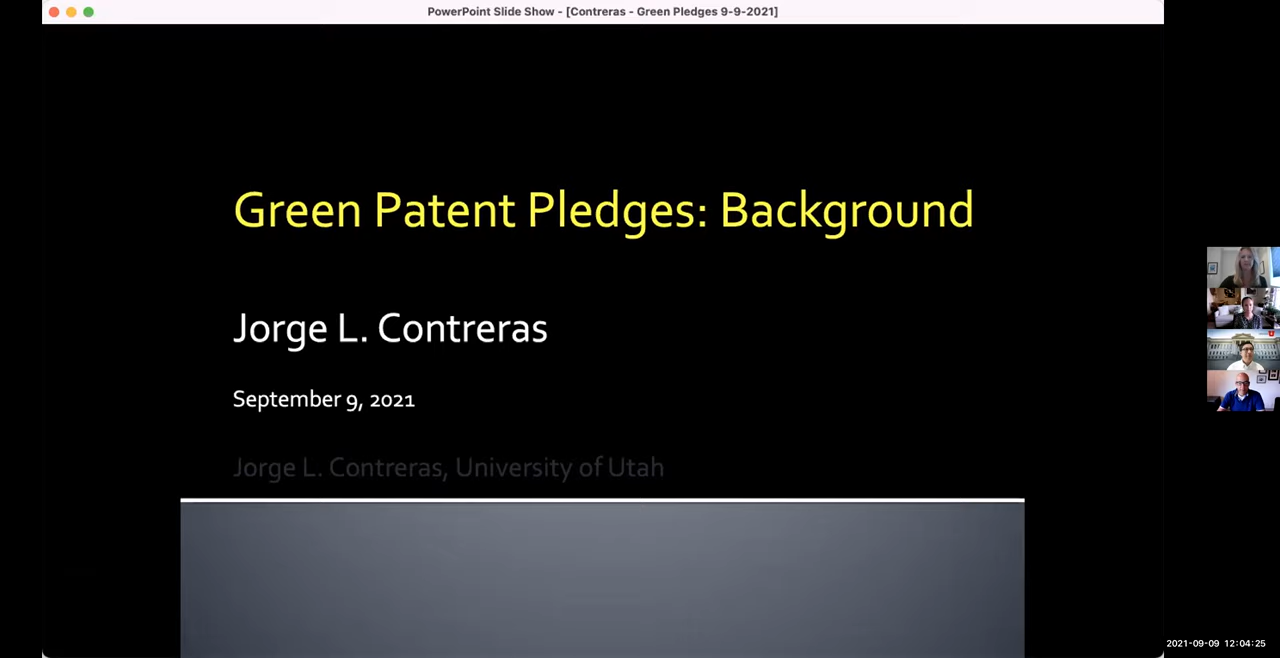 PowerPoint Slide Show - [Contreras - Green Pledges 9-9-2021]
Green Patent Pledges: Background
Jorge L. Contreras
September 9, 2021
Jorge L. Contreras, University of Utah
2021-09-09 12:04:25